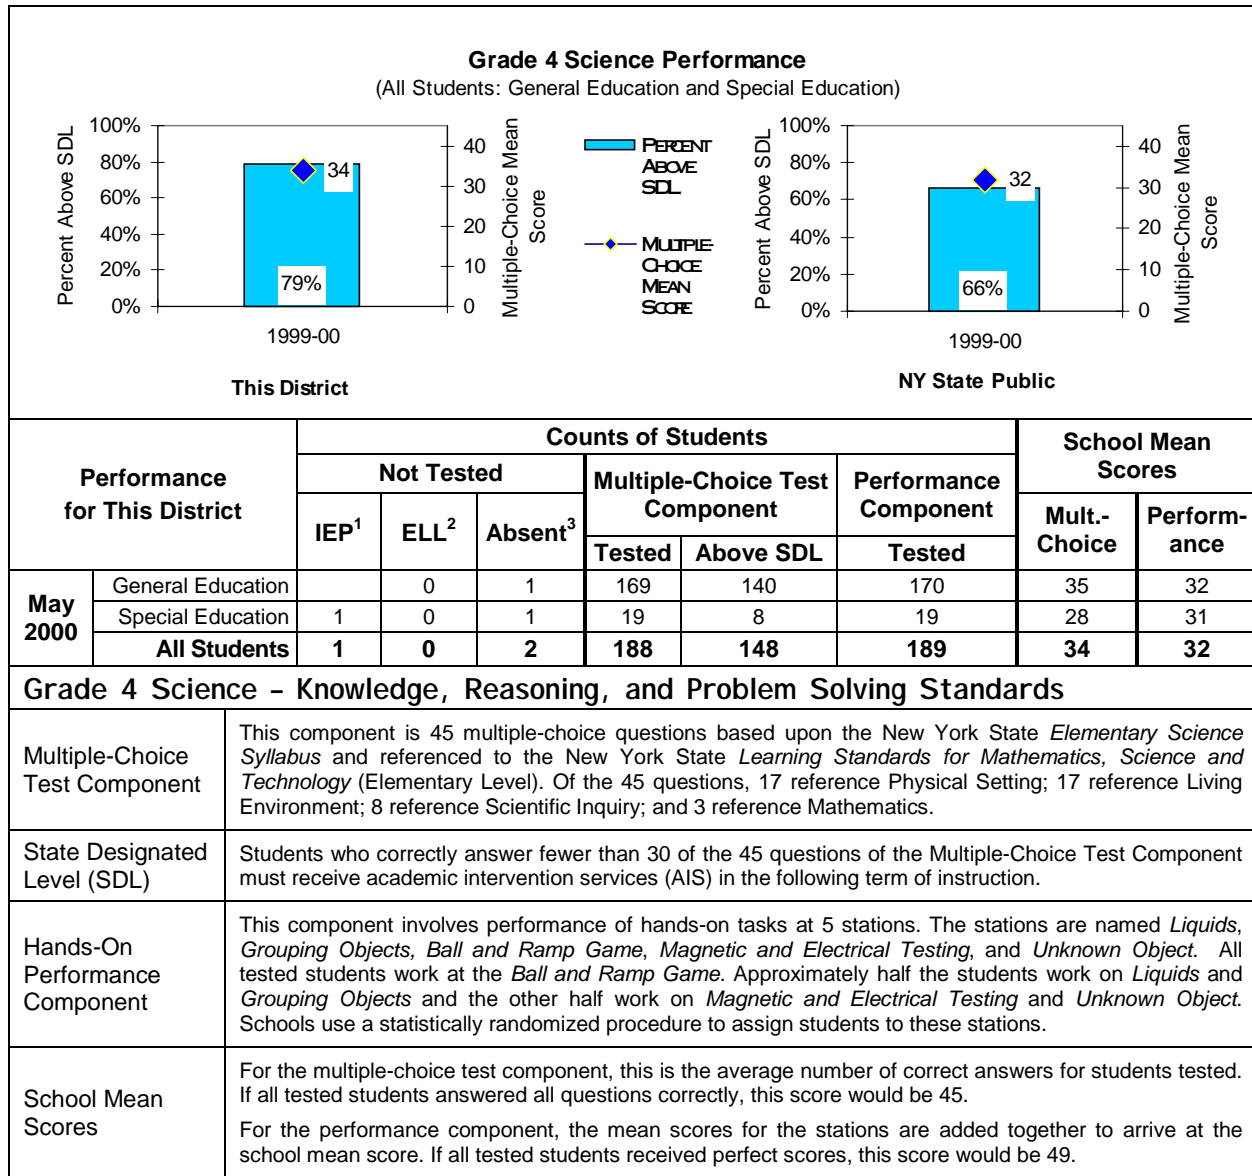 Grade 4 Science Performance
(All Students: General Education and Special Education)
Percent Above SDL
100%
80%
60%
40%
20%
0%
34
79%
1999-00
40
30
20
10
0
Multiple-Choice Mean Score
This District
PERCENT ABOVE SDL
MULTIPLE-CHOICE MEAN SCORE
Percent Above SDL
100%
80%
60%
40%
20%
0%
32
66%
1999-00
40
30
20
10
0
Multiple-Choice Mean Score
NY State Public
Performance for This District
Counts of Students
School Mean Scores
Not Tested
Multiple-Choice Test Component
Performance Component
IEP1 ELL2 Absent3 Tested Above SDL Tested Mult.-Choice Perform-ance
May 2000
General Education 0 1 169 140 170 35 32
Special Education 1 0 1 19 8 19 28 31
All Students 1 0 2 188 148 189 34 32
Grade 4 Science – Knowledge, Reasoning, and Problem Solving Standards
Multiple-Choice
Test Component
This component is 45 multiple-choice questions based upon the New York State Elementary Science
Syllabus and referenced to the New York State Learning Standards for Mathematics, Science and
Technology (Elementary Level). Of the 45 questions, 17 reference Physical Setting; 17 reference Living
Environment; 8 reference Scientific Inquiry; and 3 reference Mathematics.
State Designated
Level (SDL)
Students who correctly answer fewer than 30 of the 45 questions of the Multiple-Choice Test Component
must receive academic intervention services (AIS) in the following term of instruction.
Hands-On
Performance
Component
This component involves performance of hands-on tasks at 5 stations. The stations are named Liquids,
Grouping Objects, Ball and Ramp Game, Magnetic and Electrical Testing, and Unknown Object. All
tested students work at the Ball and Ramp Game. Approximately half the students work on Liquids and
Grouping Objects and the other half work on Magnetic and Electrical Testing and Unknown Object.
Schools use a statistically randomized procedure to assign students to these stations.
School Mean
Scores
For the multiple-choice test component, this is the average number of correct answers for students tested.
If all tested students answered all questions correctly, this score would be 45.
For the performance component, the mean scores for the stations are added together to arrive at the
school mean score. If all tested students received perfect scores, this score would be 49.